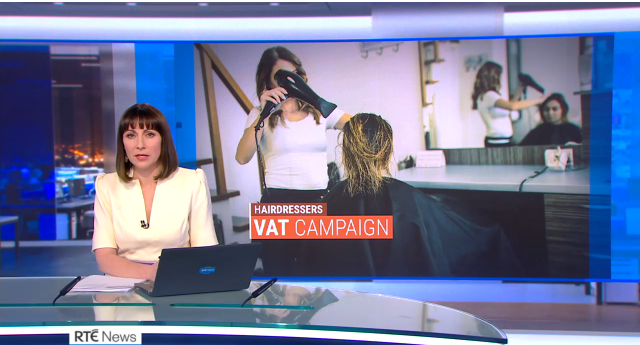 HAIRDRESSERS
VAT CAMPAIGN
RTÉ News